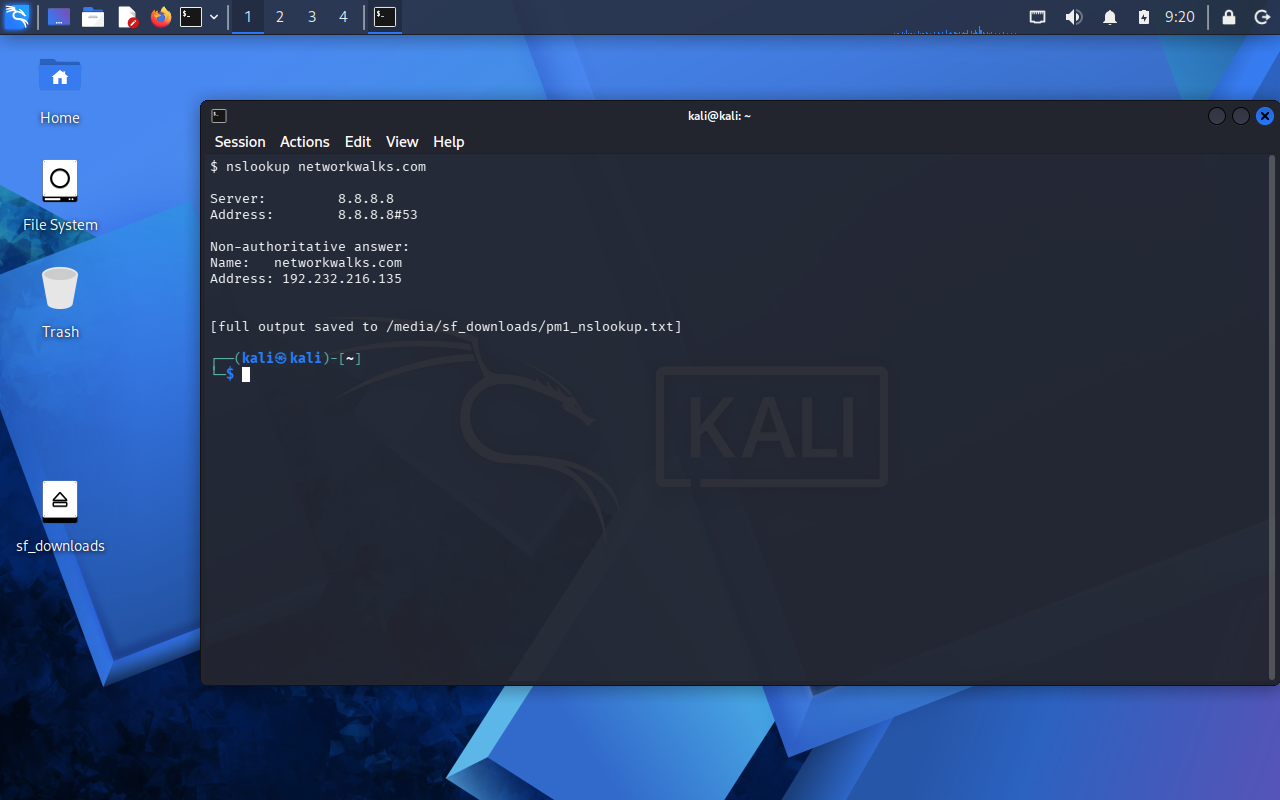 1 2 3 4
9:20
Home
File System
Trash
sf_downloads
kali@kali: ~
Session Actions Edit View Help
$ nslookup networkwalks.com
Server: 8.8.8.8
Address: 8.8.8.8#53
Non-authoritative answer:
Name: networkwalks.com
Address: 192.232.216.135
[full output saved to /media/sf_downloads/pm1_nslookup.txt]
┌──(kali㉿kali)-[~]
└─$
KALI